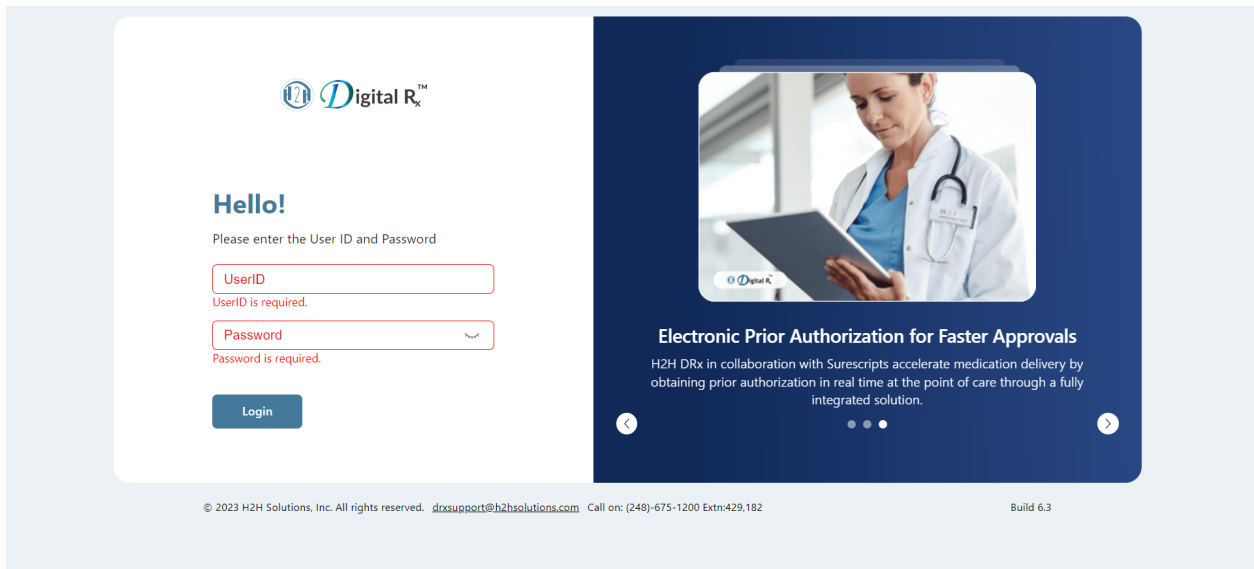 H2H Digital Rx™
Hello!
Please enter the User ID and Password
UserID
UserID is required.
Password
Password is required.
Login
Digital Rx™
Electronic Prior Authorization for Faster Approvals
H2H DRx in collaboration with Surescripts accelerate medication delivery by
obtaining prior authorization in real time at the point of care through a fully
integrated solution.
© 2023 H2H Solutions, Inc. All rights reserved. drxsupport@h2hsolutions.com Call on: (248)-675-1200 Extn:429,182 Build 6.3